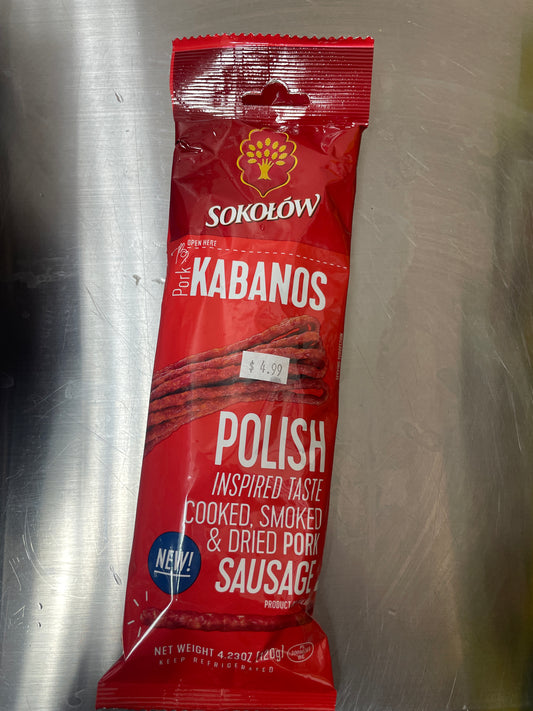 SOKOŁÓW
OPEN HERE
Pork
KABANOS
$ 4.99
POLISH
INSPIRED TASTE
COOKED, SMOKED
& DRIED PORK
SAUSAGE
NEW!
PRODUCT
NET WEIGHT 4.23OZ (120g)
KEEP REFRIGERATED